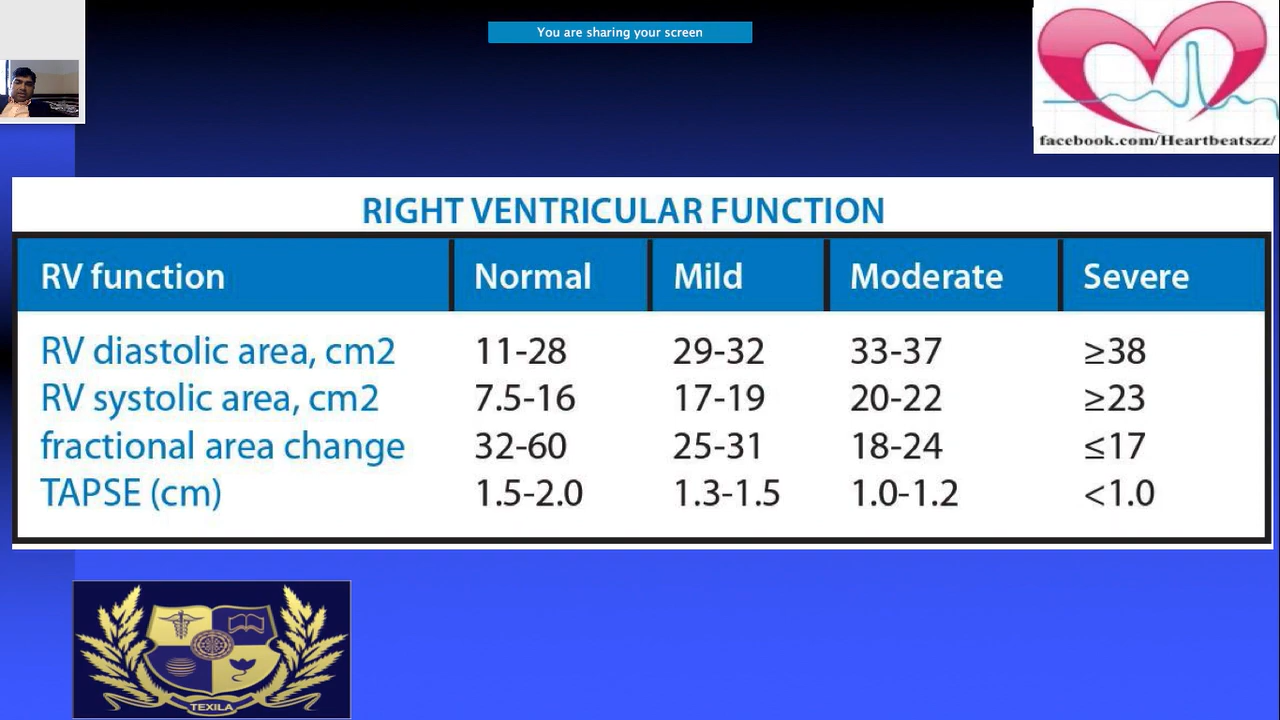 You are sharing your screen
facebook.com/Heartbeatszz/
RIGHT VENTRICULAR FUNCTION
RV function Normal Mild Moderate Severe
RV diastolic area, cm2 11-28 29-32 33-37 ≥38
RV systolic area, cm2 7.5-16 17-19 20-22 ≥23
fractional area change 32-60 25-31 18-24 ≤17
TAPSE (cm) 1.5-2.0 1.3-1.5 1.0-1.2 <1.0
TEXILA